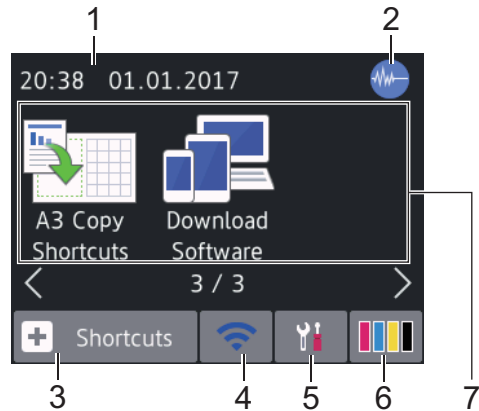 1
2
20:38 01.01.2017
A3 Copy
Shortcuts
Download
Software
3 / 3
Shortcuts
3
4
5
6
7